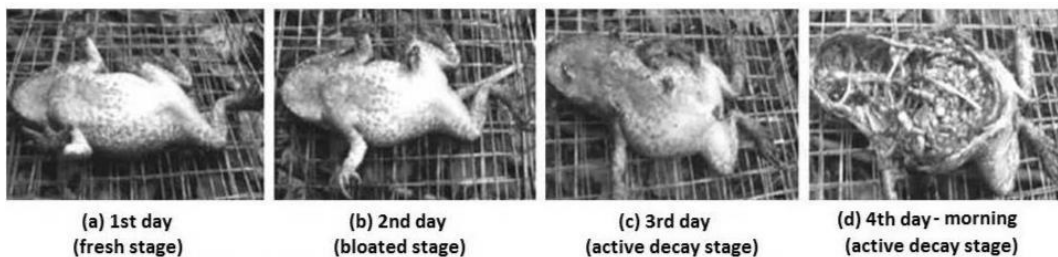 (a) 1st day
(fresh stage)
(b) 2nd day
(bloated stage)
(c) 3rd day
(active decay stage)
(d) 4th day - morning
(active decay stage)